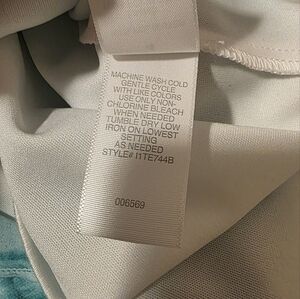 MACHINE WASH COLD
GENTLE CYCLE
WITH LIKE COLORS
USE ONLY NON-
CHLORINE BLEACH
WHEN NEEDED
TUMBLE DRY LOW
IRON ON LOWEST
SETTING
AS NEEDED
STYLE# I1TE744B
006569